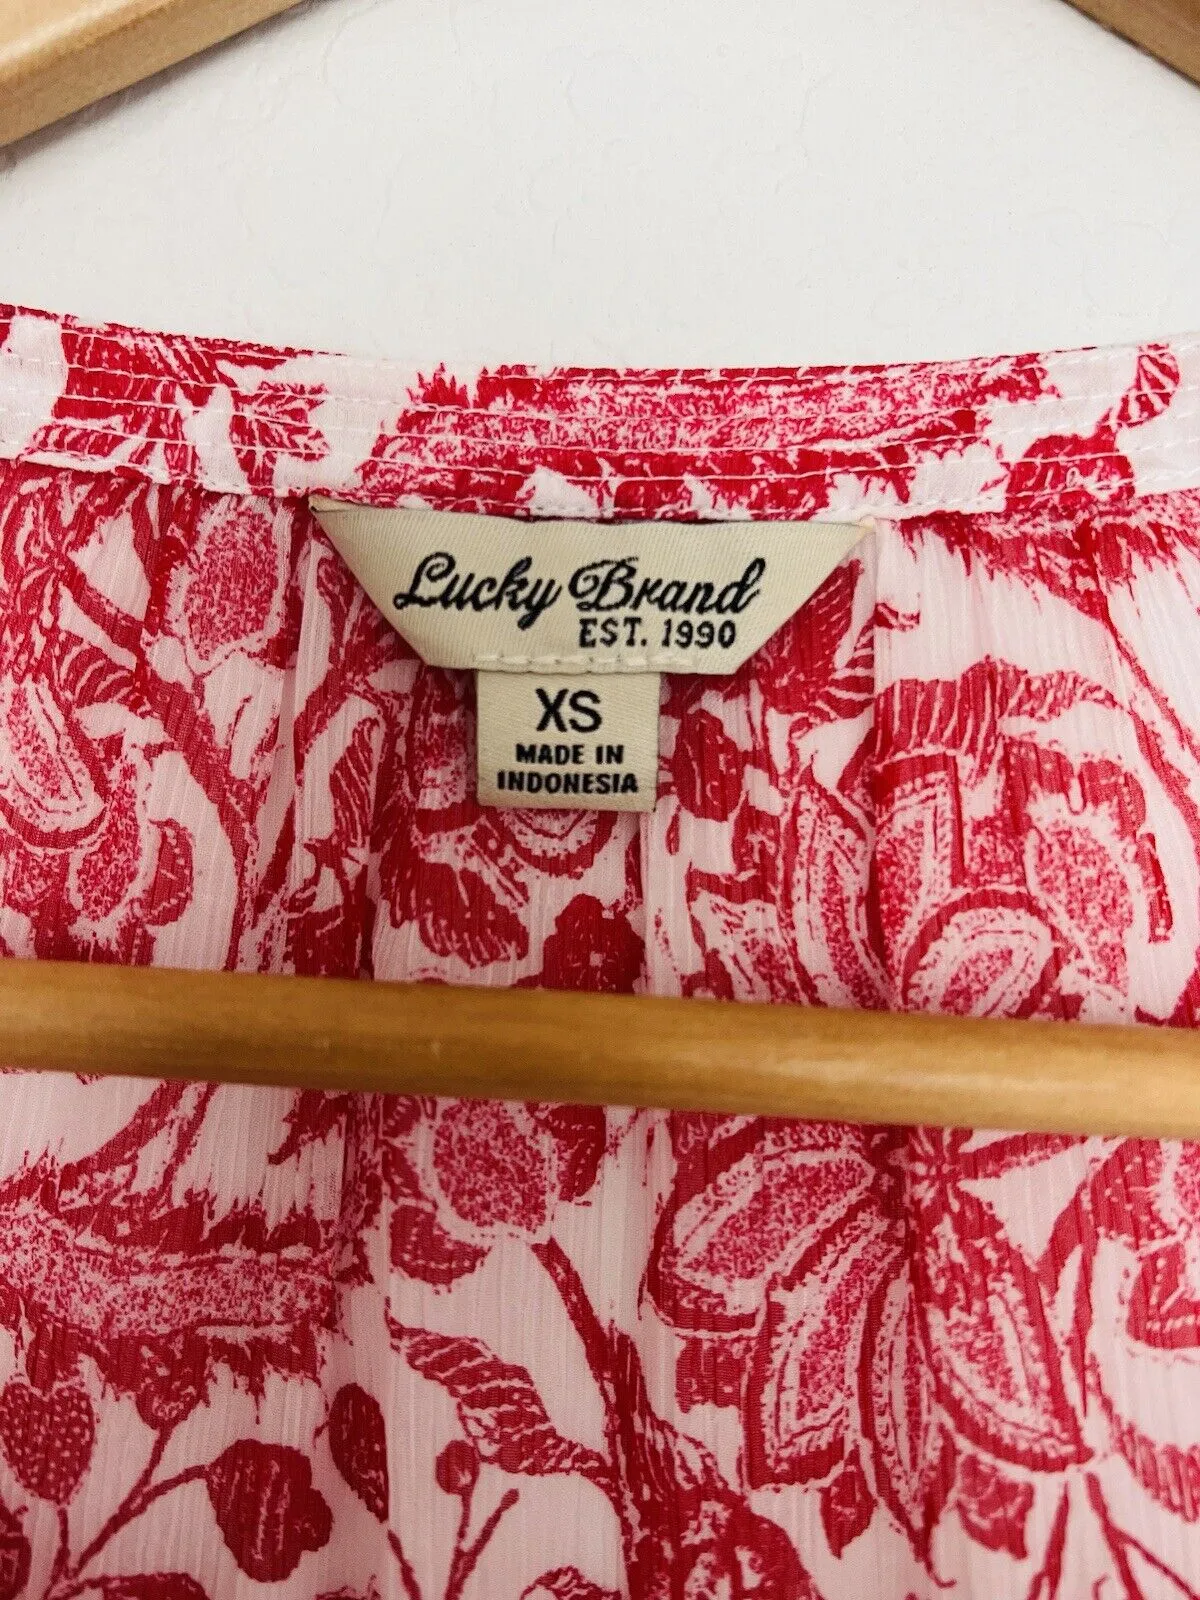 Lucky Brand
EST. 1990
XS
MADE IN
INDONESIA